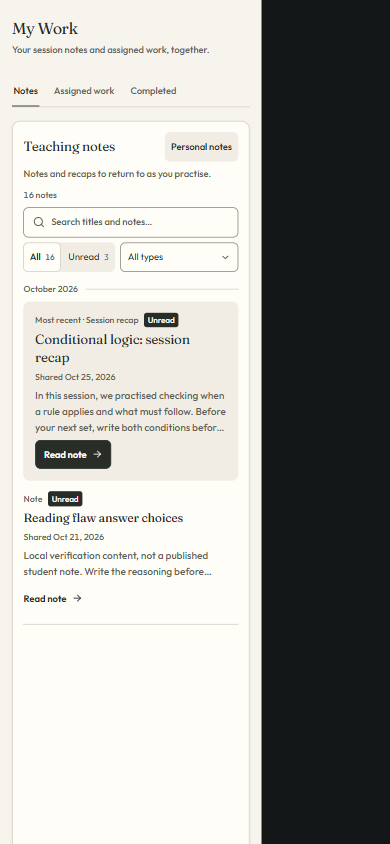 My Work
Your session notes and assigned work, together.
Notes Assigned work Completed
Teaching notes
Personal notes
Notes and recaps to return to as you practise.
16 notes
Search titles and notes...
All 16 Unread 3 All types
October 2026
Most recent · Session recap Unread
Conditional logic: session
recap
Shared Oct 25, 2026
In this session, we practised checking when
a rule applies and what must follow. Before
your next set, write both conditions befor...
Read note →
Note Unread
Reading flaw answer choices
Shared Oct 21, 2026
Local verification content, not a published
student note. Write the reasoning before...
Read note →